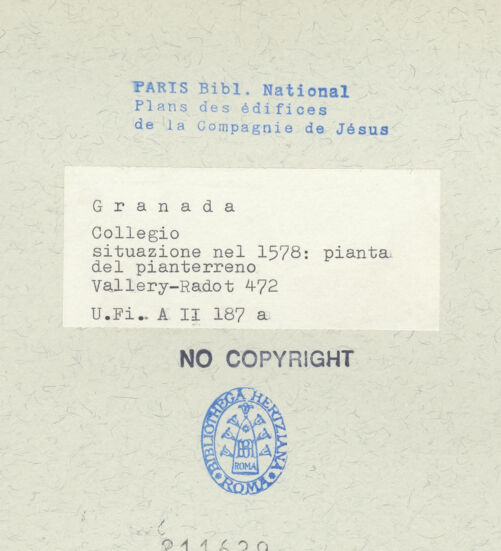 PARIS Bibl. National
Plans des édifices
de la Compagnie de Jésus
Granada
Collegio
situazione nel 1578: pianta
del pianterreno
Vallery-Radot 472
U.Fi. A II 187 a
NO COPYRIGHT
BIBLIOTHECA HERTZIANA
ROMA
ROMA